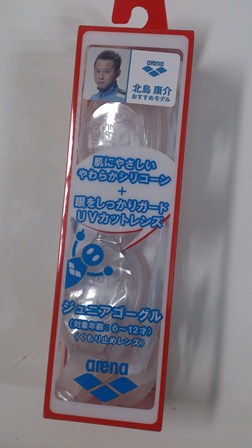 arena
北島 康介
おすすめモデル
肌にやさしい
やわらかシリコーン
+
眼をしっかりガード
UVカットレンズ
ジュニアゴーグル
(対象年齢:6～12才)
(くもり止めレンズ)
arena